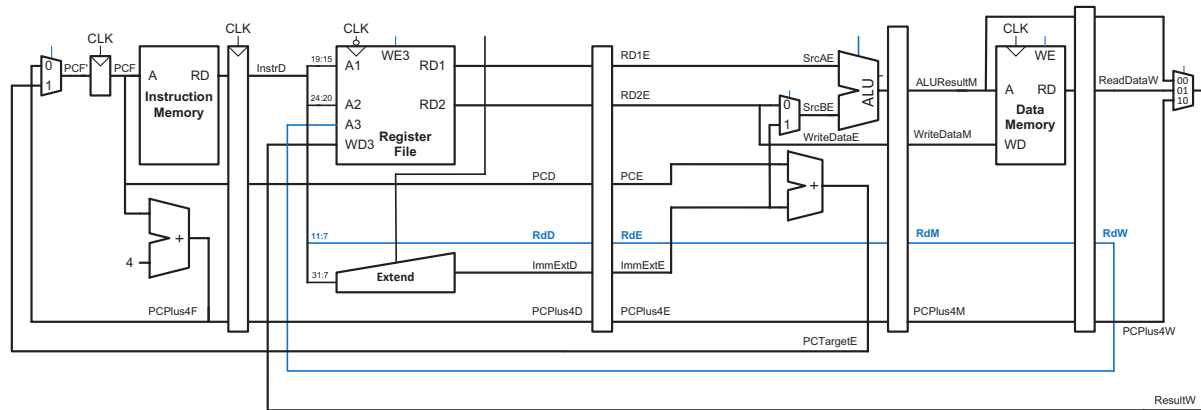 CLK
CLK
CLK
CLK
WE3
WE
0
1
PCF'
PCF
A
RD
Instruction
Memory
InstrD
19:15
A1
RD1
24:20
A2
RD2
A3
WD3
Register
File
RD1E
RD2E
0
1
SrcAE
SrcBE
WriteDataE
ALU
ALUResultM
WriteDataM
A
RD
Data
Memory
WD
ReadDataW
00
01
10
PCD
PCE
+
+
4
11:7
RdD
RdE
RdM
RdW
31:7
Extend
ImmExtD
ImmExtE
PCPlus4F
PCPlus4D
PCPlus4E
PCPlus4M
PCPlus4W
PCTargetE
ResultW